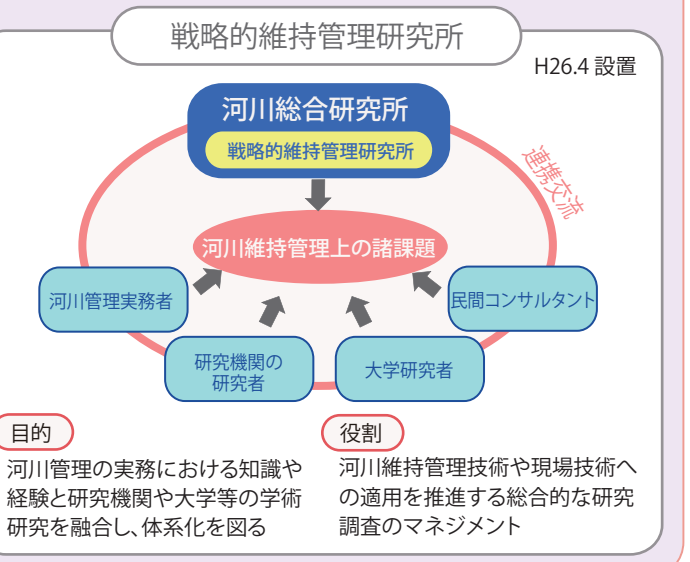 戦略的維持管理研究所
H26.4 設置
河川総合研究所
戦略的維持管理研究所
連携交流
河川維持管理上の諸課題
河川管理実務者
民間コンサルタント
研究機関の
研究者
大学研究者
目的
河川管理の実務における知識や
経験と研究機関や大学等の学術
研究を融合し、体系化を図る
役割
河川維持管理技術や現場技術へ
の適用を推進する総合的な研究
調査のマネジメント